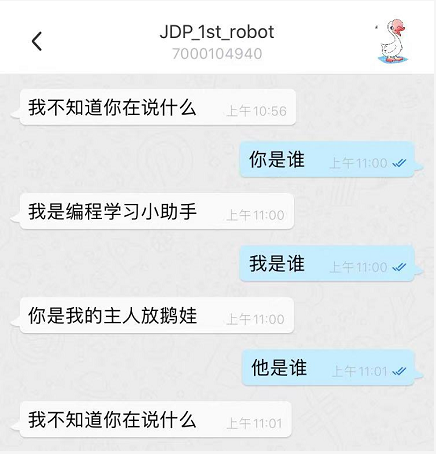 JDP_1st_robot
7000104940
我不知道你在说什么 上午10:56
你是谁 上午11:00
我是编程学习小助手 上午11:00
我是谁 上午11:00
你是我的主人放鹅娃 上午11:00
他是谁 上午11:01
我不知道你在说什么 上午11:01